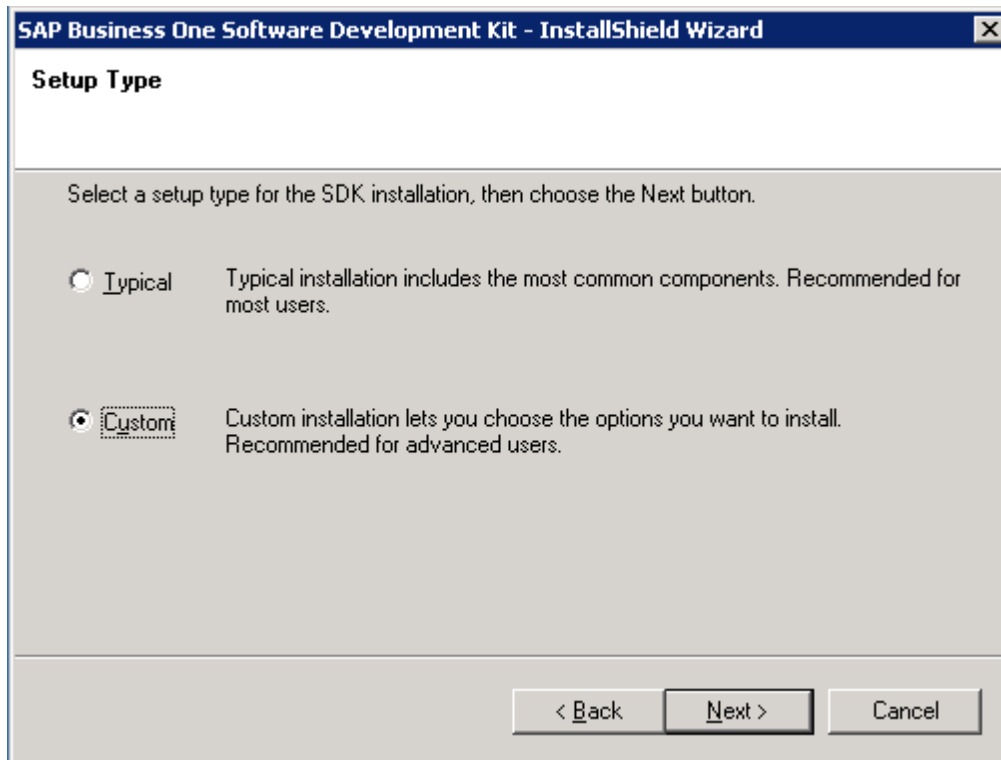 SAP Business One Software Development Kit - InstallShield Wizard
Setup Type
Select a setup type for the SDK installation, then choose the Next button.
Typical
Typical installation includes the most common components. Recommended for
most users.
Custom
Custom installation lets you choose the options you want to install.
Recommended for advanced users.
< Back
Next >
Cancel